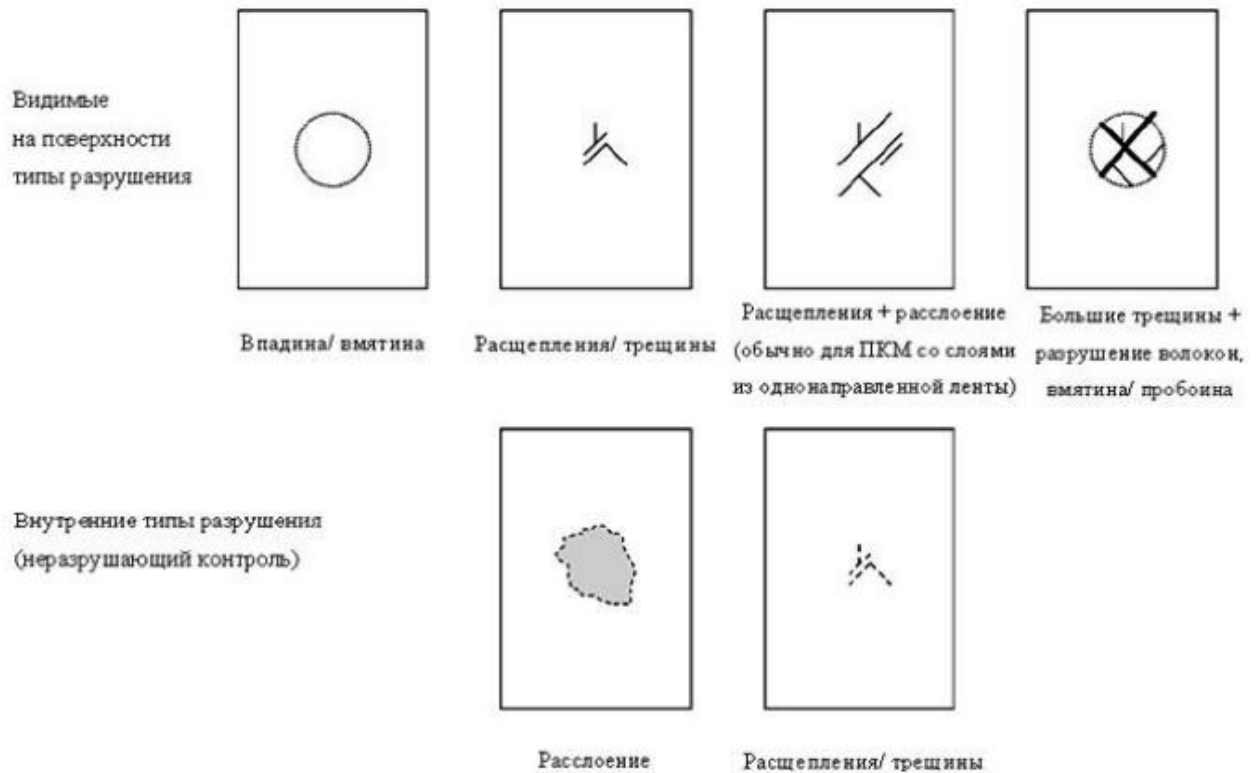 Видимые
на поверхности
типы разрушения
Впадина/ вмятина
Расщепления/ трещины
Расщепления + расслоение
(обычно для ПКМ со слоями
из однонаправленной ленты)
Большие трещины +
разрушение волокон,
вмятина/ пробоина
Внутренние типы разрушения
(неразрушающий контроль)
Расслоение
Расщепления/ трещины